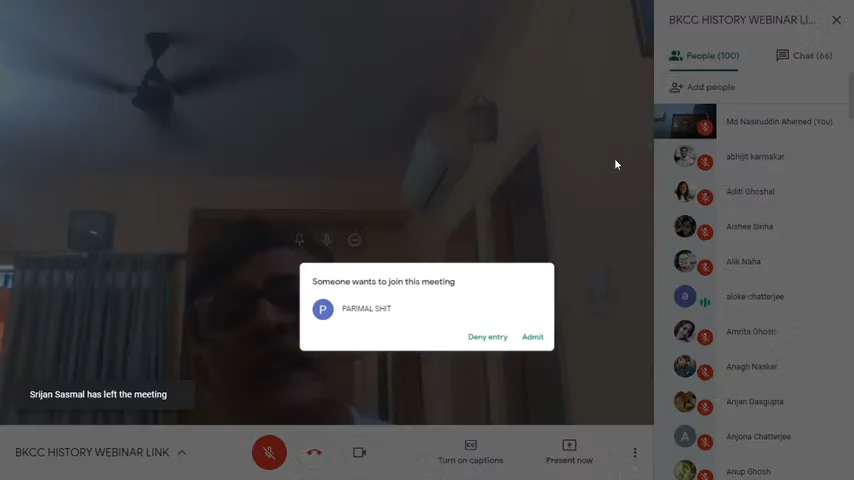 BKCC HISTORY WEBINAR LI...
People (100)
Chat (66)
Add people
Md Nasiruddin Ahemed (You)
abhijit karmakar
Aditi Ghoshal
Aishee Sinha
Alik Naha
a
aloke chatterjee
Amrita Ghosh
Anagh Naskar
Anjan Dasgupta
A
Anjona Chatterjee
Anup Ghosh
Someone wants to join this meeting
P
PARIMAL SHIT
Deny entry
Admit
Srijan Sasmal has left the meeting
BKCC HISTORY WEBINAR LINK
Turn on captions
Present now